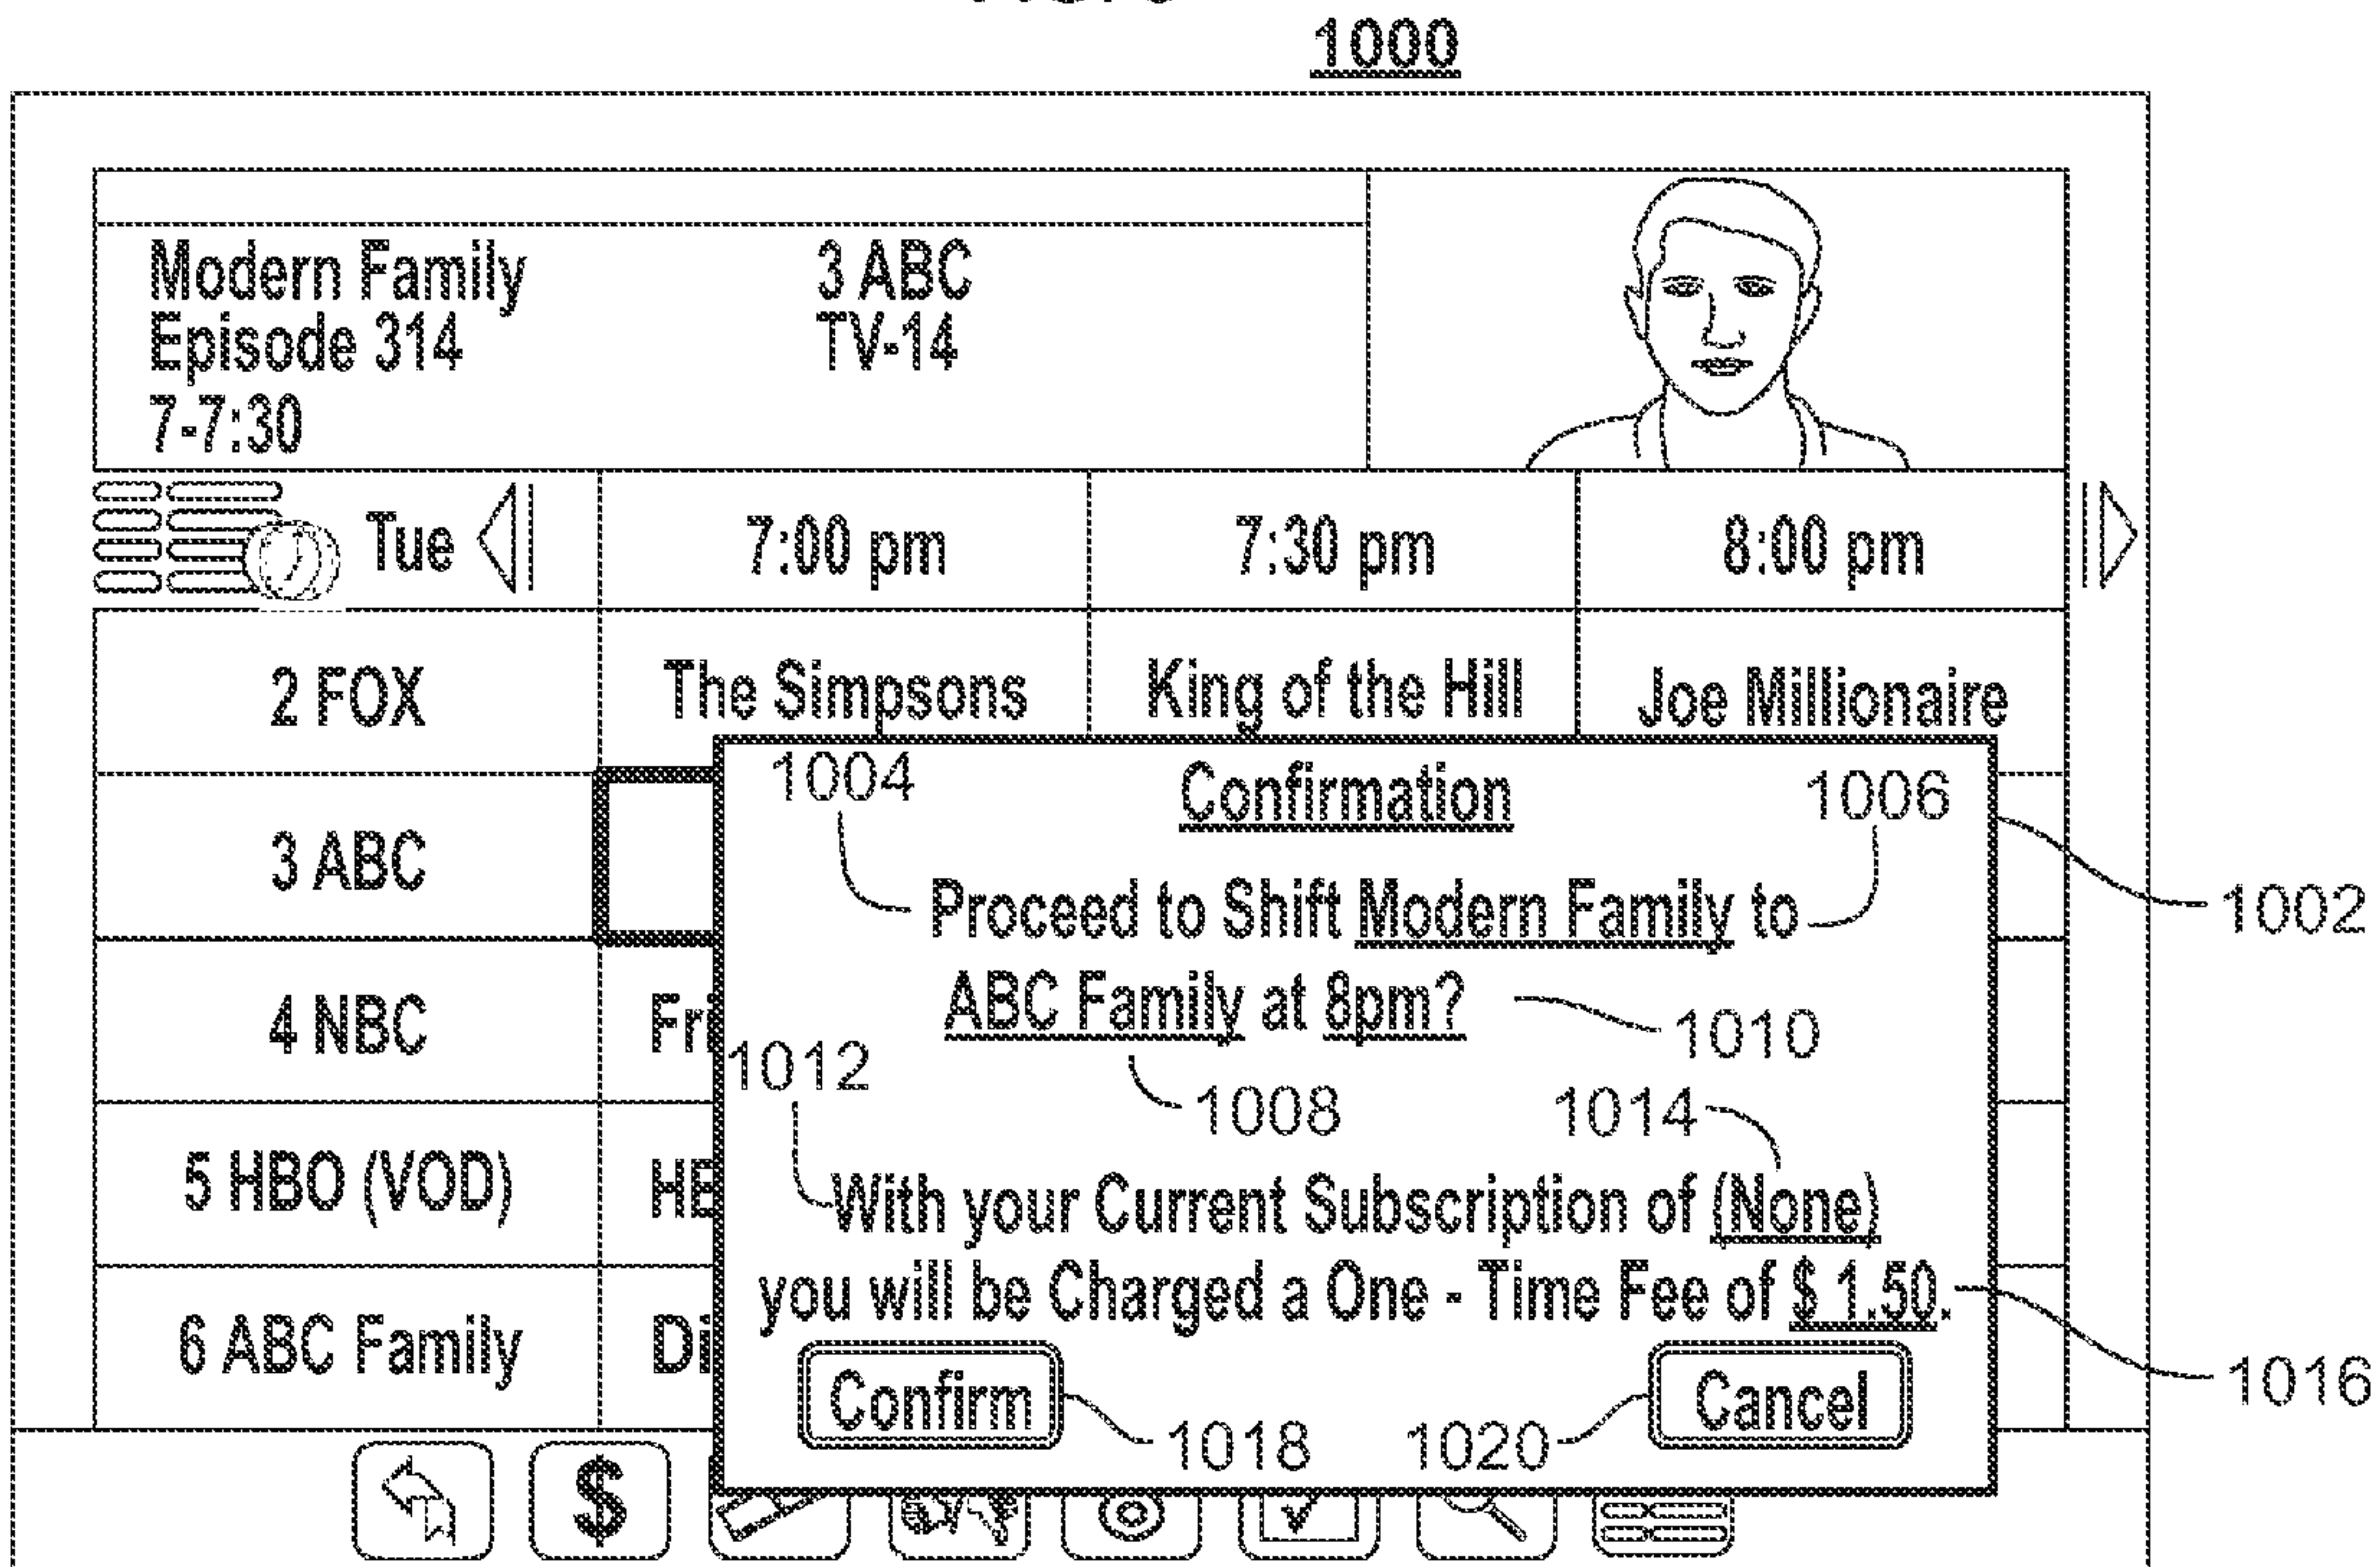 1000
Modern Family 3 ABC
Episode 314 TV-14
7-7:30
Tue 7:00 pm 7:30 pm 8:00 pm
2 FOX The Simpsons King of the Hill Joe Millionaire
1004 Confirmation 1006
3 ABC
Proceed to Shift Modern Family to
1002
4 NBC Fri ABC Family at 8pm?
1010
1012
1008 1014
5 HBO (VOD) HB With your Current Subscription of (None)
you will be Charged a One - Time Fee of $ 1.50.
6 ABC Family Di
1016
Confirm Cancel
1018 1020
$